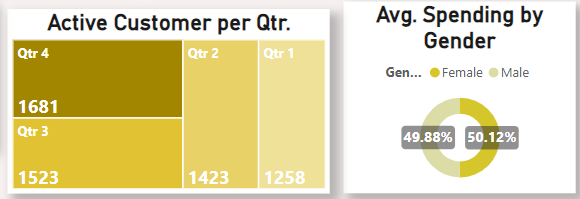 Active Customer per Qtr.
Qtr 4
1681
Qtr 3
1523
Qtr 2
1423
Qtr 1
1258
Avg. Spending by
Gender
Gen... Female Male
49.88% 50.12%